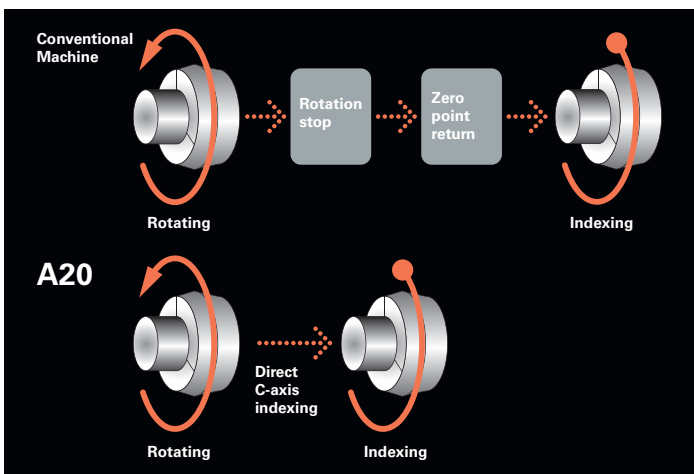 Conventional
Machine
Rotation
stop
Zero
point
return
Rotating
Indexing
A20
Direct
C-axis
indexing
Rotating
Indexing